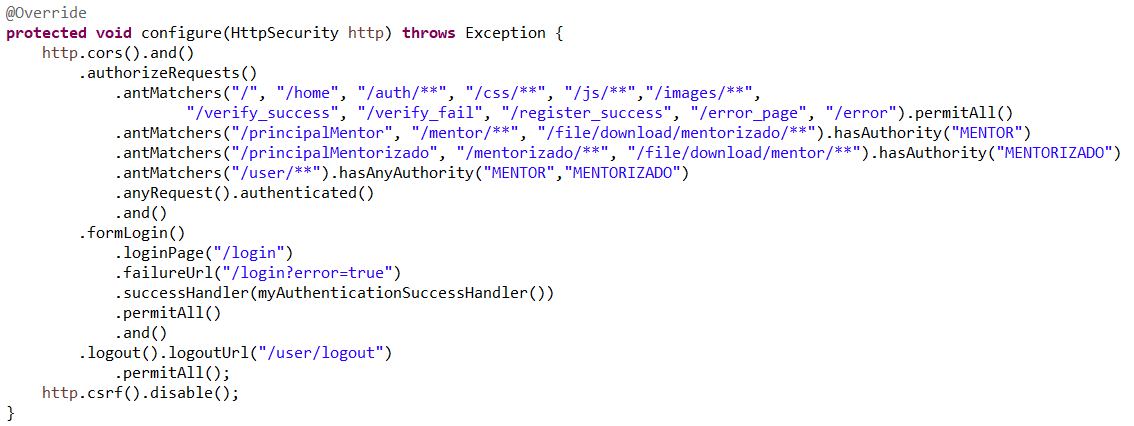 @Override
protected void configure(HttpSecurity http) throws Exception {
    http.cors().and()
        .authorizeRequests()
            .antMatchers("/", "/home", "/auth/**", "/css/**", "/js/**","/images/**",
                    "/verify_success", "/verify_fail", "/register_success", "/error_page", "/error").permitAll()
            .antMatchers("/principalMentor", "/mentor/**", "/file/download/mentorizado/**").hasAuthority("MENTOR")
            .antMatchers("/principalMentorizado", "/mentorizado/**", "/file/download/mentor/**").hasAuthority("MENTORIZADO")
            .antMatchers("/user/**").hasAnyAuthority("MENTOR","MENTORIZADO")
            .anyRequest().authenticated()
            .and()
        .formLogin()
            .loginPage("/login")
            .failureUrl("/login?error=true")
            .successHandler(myAuthenticationSuccessHandler())
            .permitAll()
            .and()
        .logout().logoutUrl("/user/logout")
            .permitAll();
    http.csrf().disable();
}